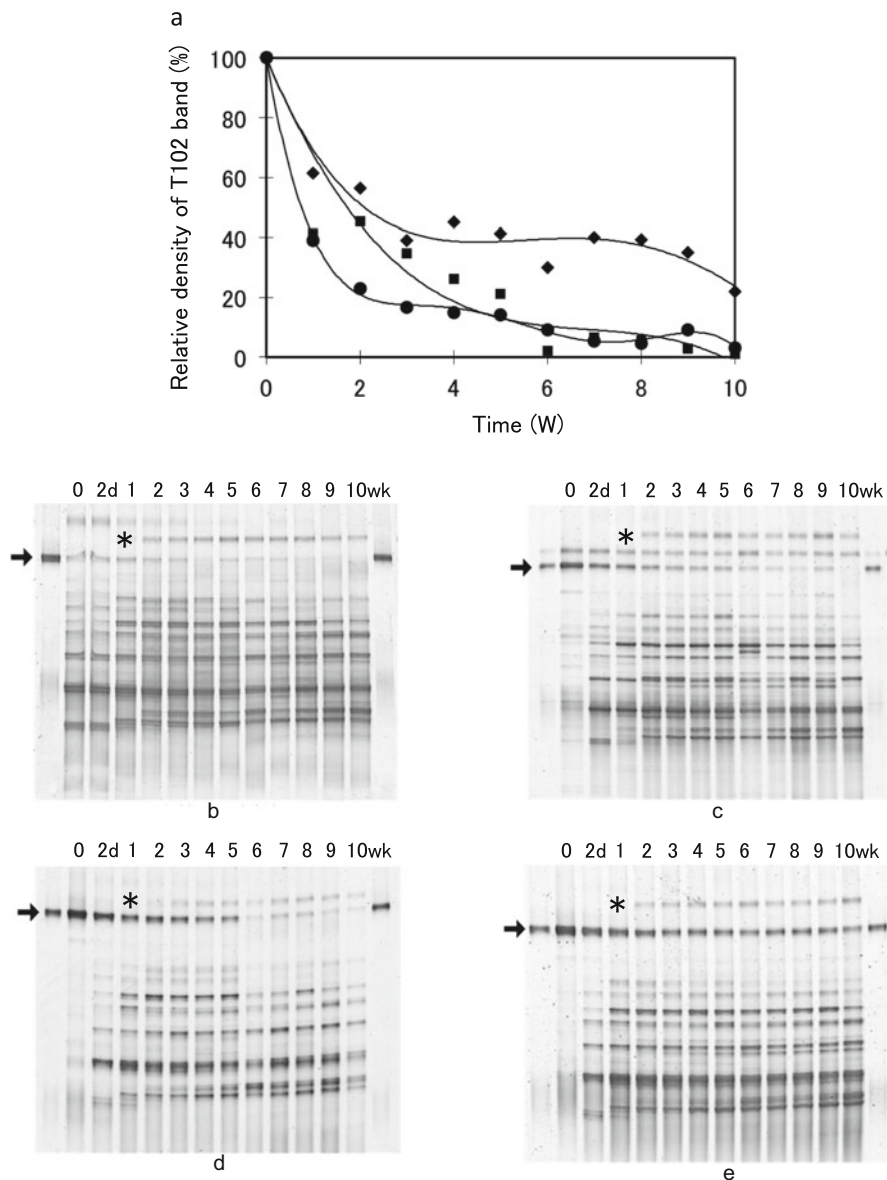 a
Relative density of T102 band (%)
100
80
60
40
20
0
0 2 4 6 8 10
Time (W)
0 2d 1 2 3 4 5 6 7 8 9 10wk
*
b
0 2d 1 2 3 4 5 6 7 8 9 10wk
*
c
0 2d 1 2 3 4 5 6 7 8 9 10wk
*
d
0 2d 1 2 3 4 5 6 7 8 9 10wk
*
e